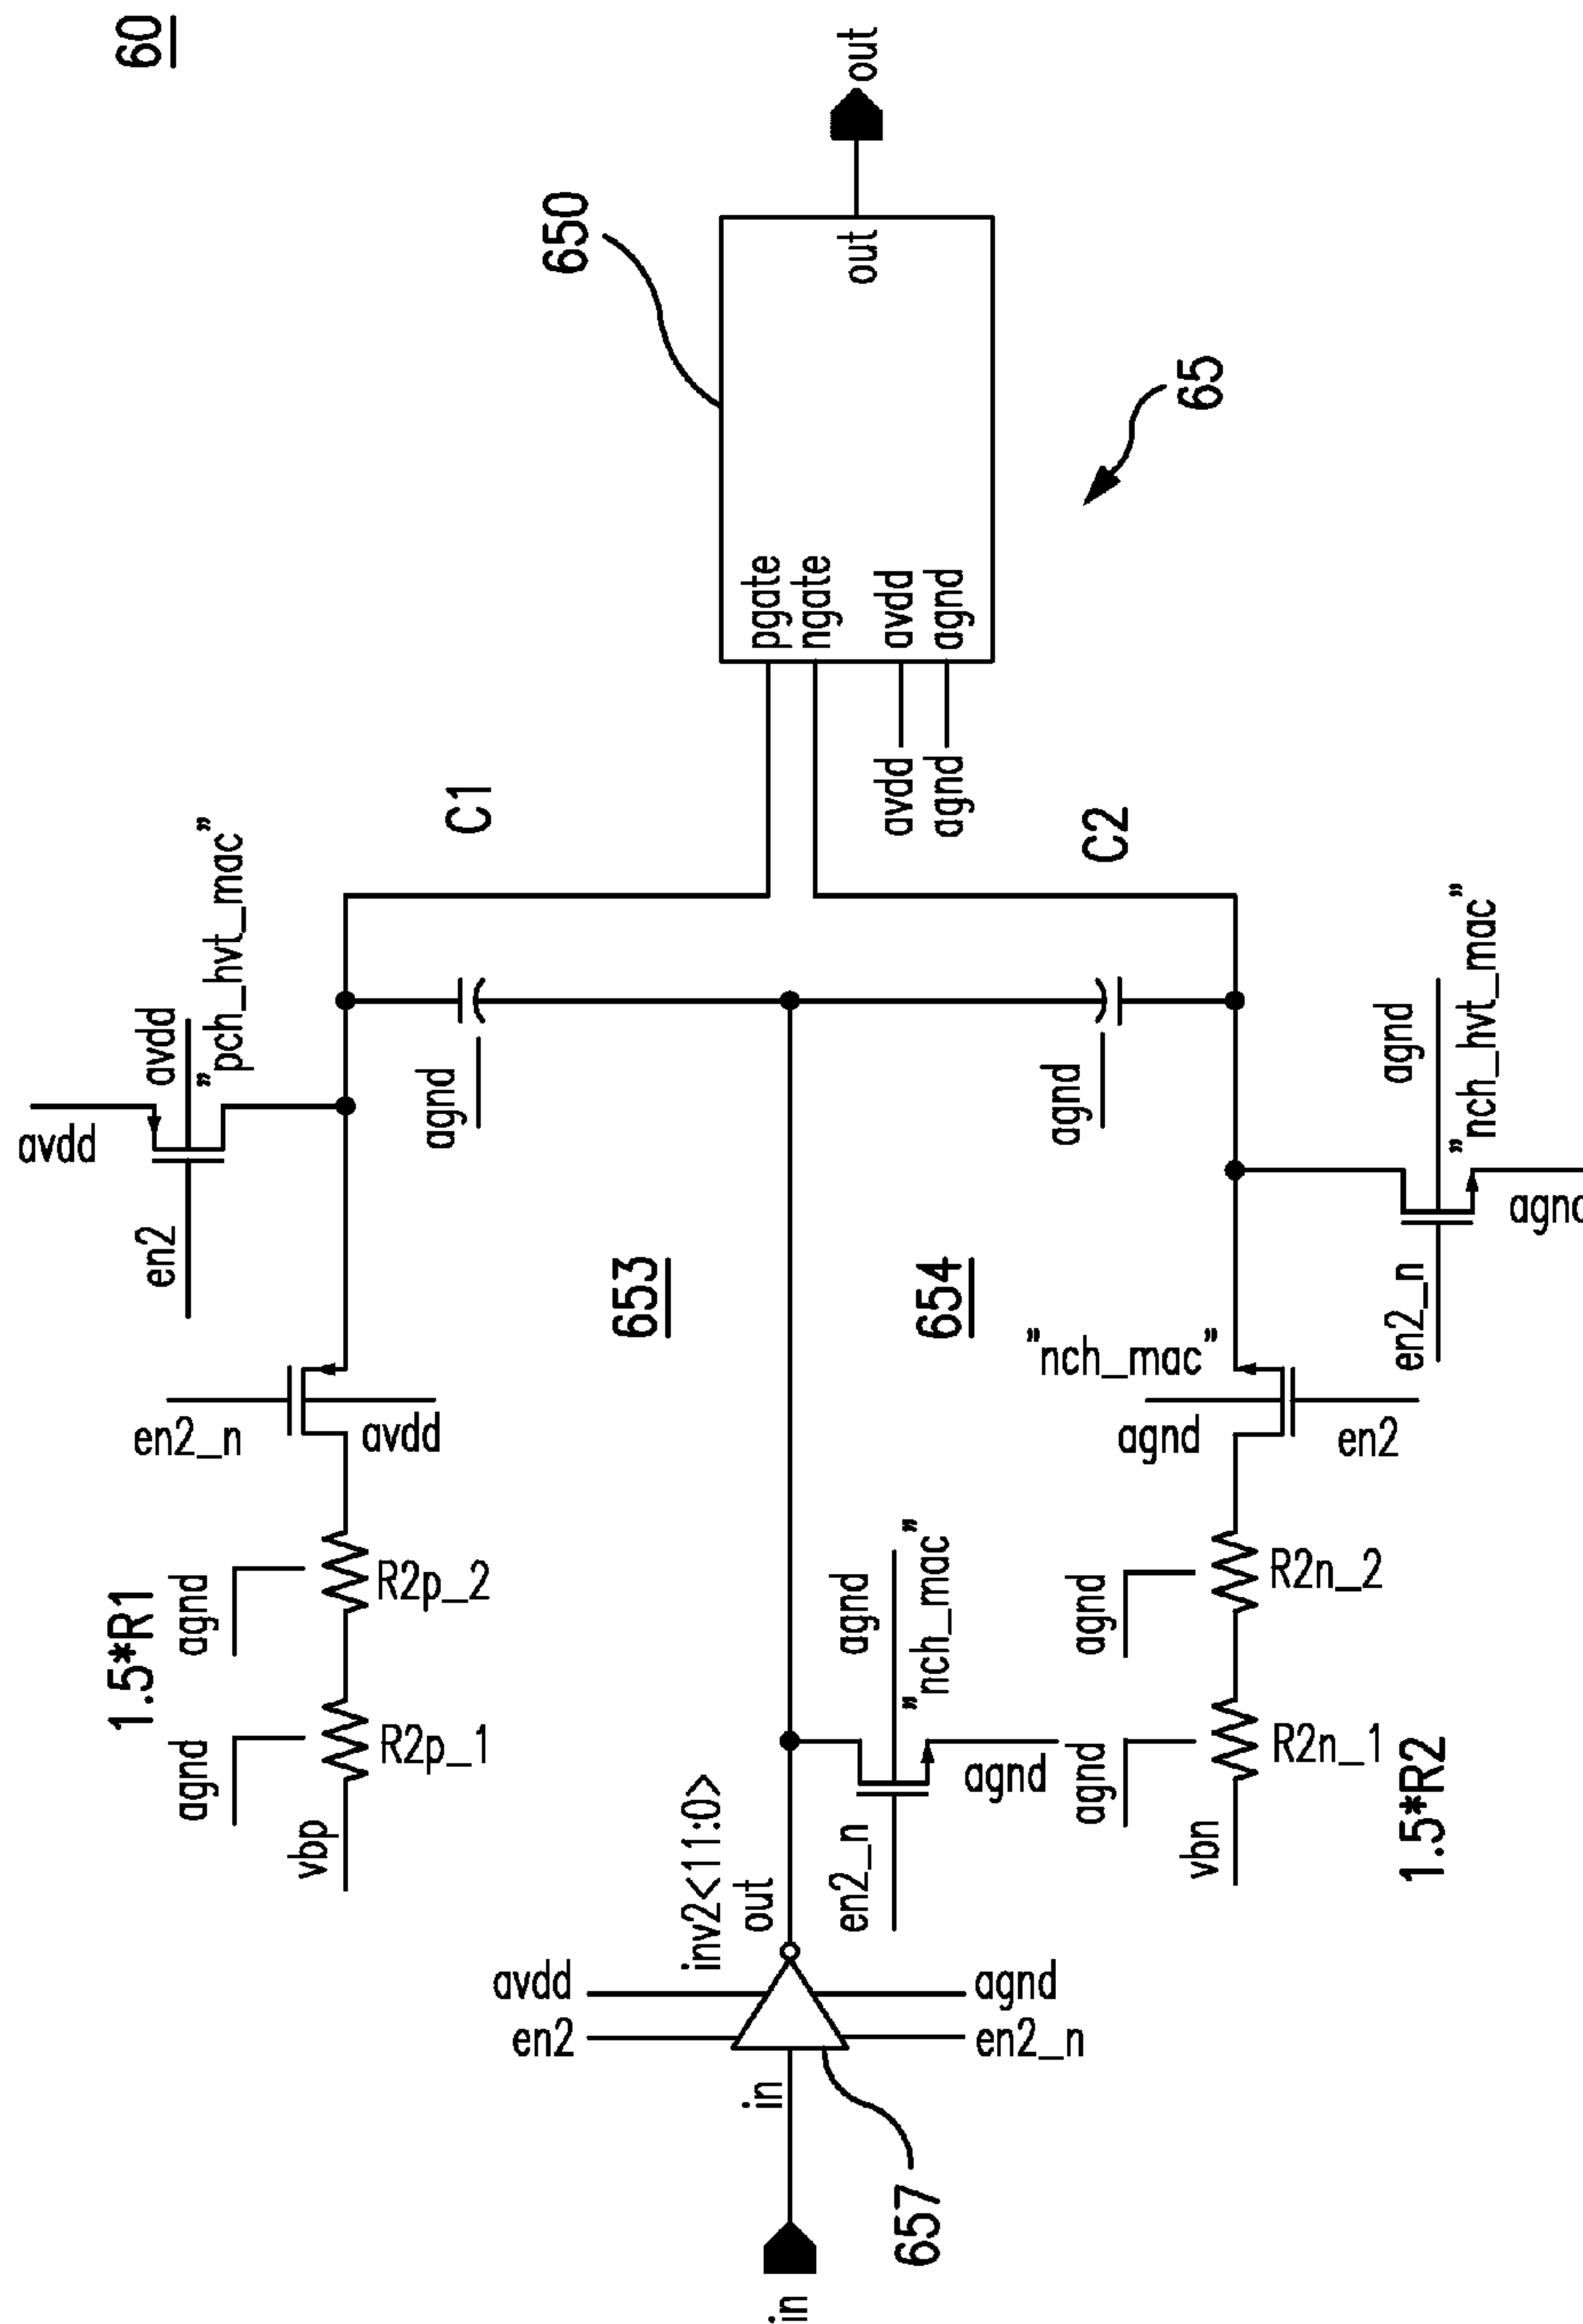 60
650
out
out
65
pgate
ngate
avdd
agnd
avdd
agnd
C1
C2
avdd
"pch_hvt_mac"
avdd
en2
agnd
agnd
agnd
"nch_hvt_mac"
agnd
en2_n
653
654
"nch_mac"
en2_n
avdd
agnd
en2
1.5*R1
agnd
R2p_2
agnd
R2p_1
vbp
agnd
"nch_mac"
agnd
en2_n
agnd
R2n_2
agnd
R2n_1
vbn
1.5*R2
inv2<11:0>
out
avdd
en2
agnd
en2_n
in
657
in